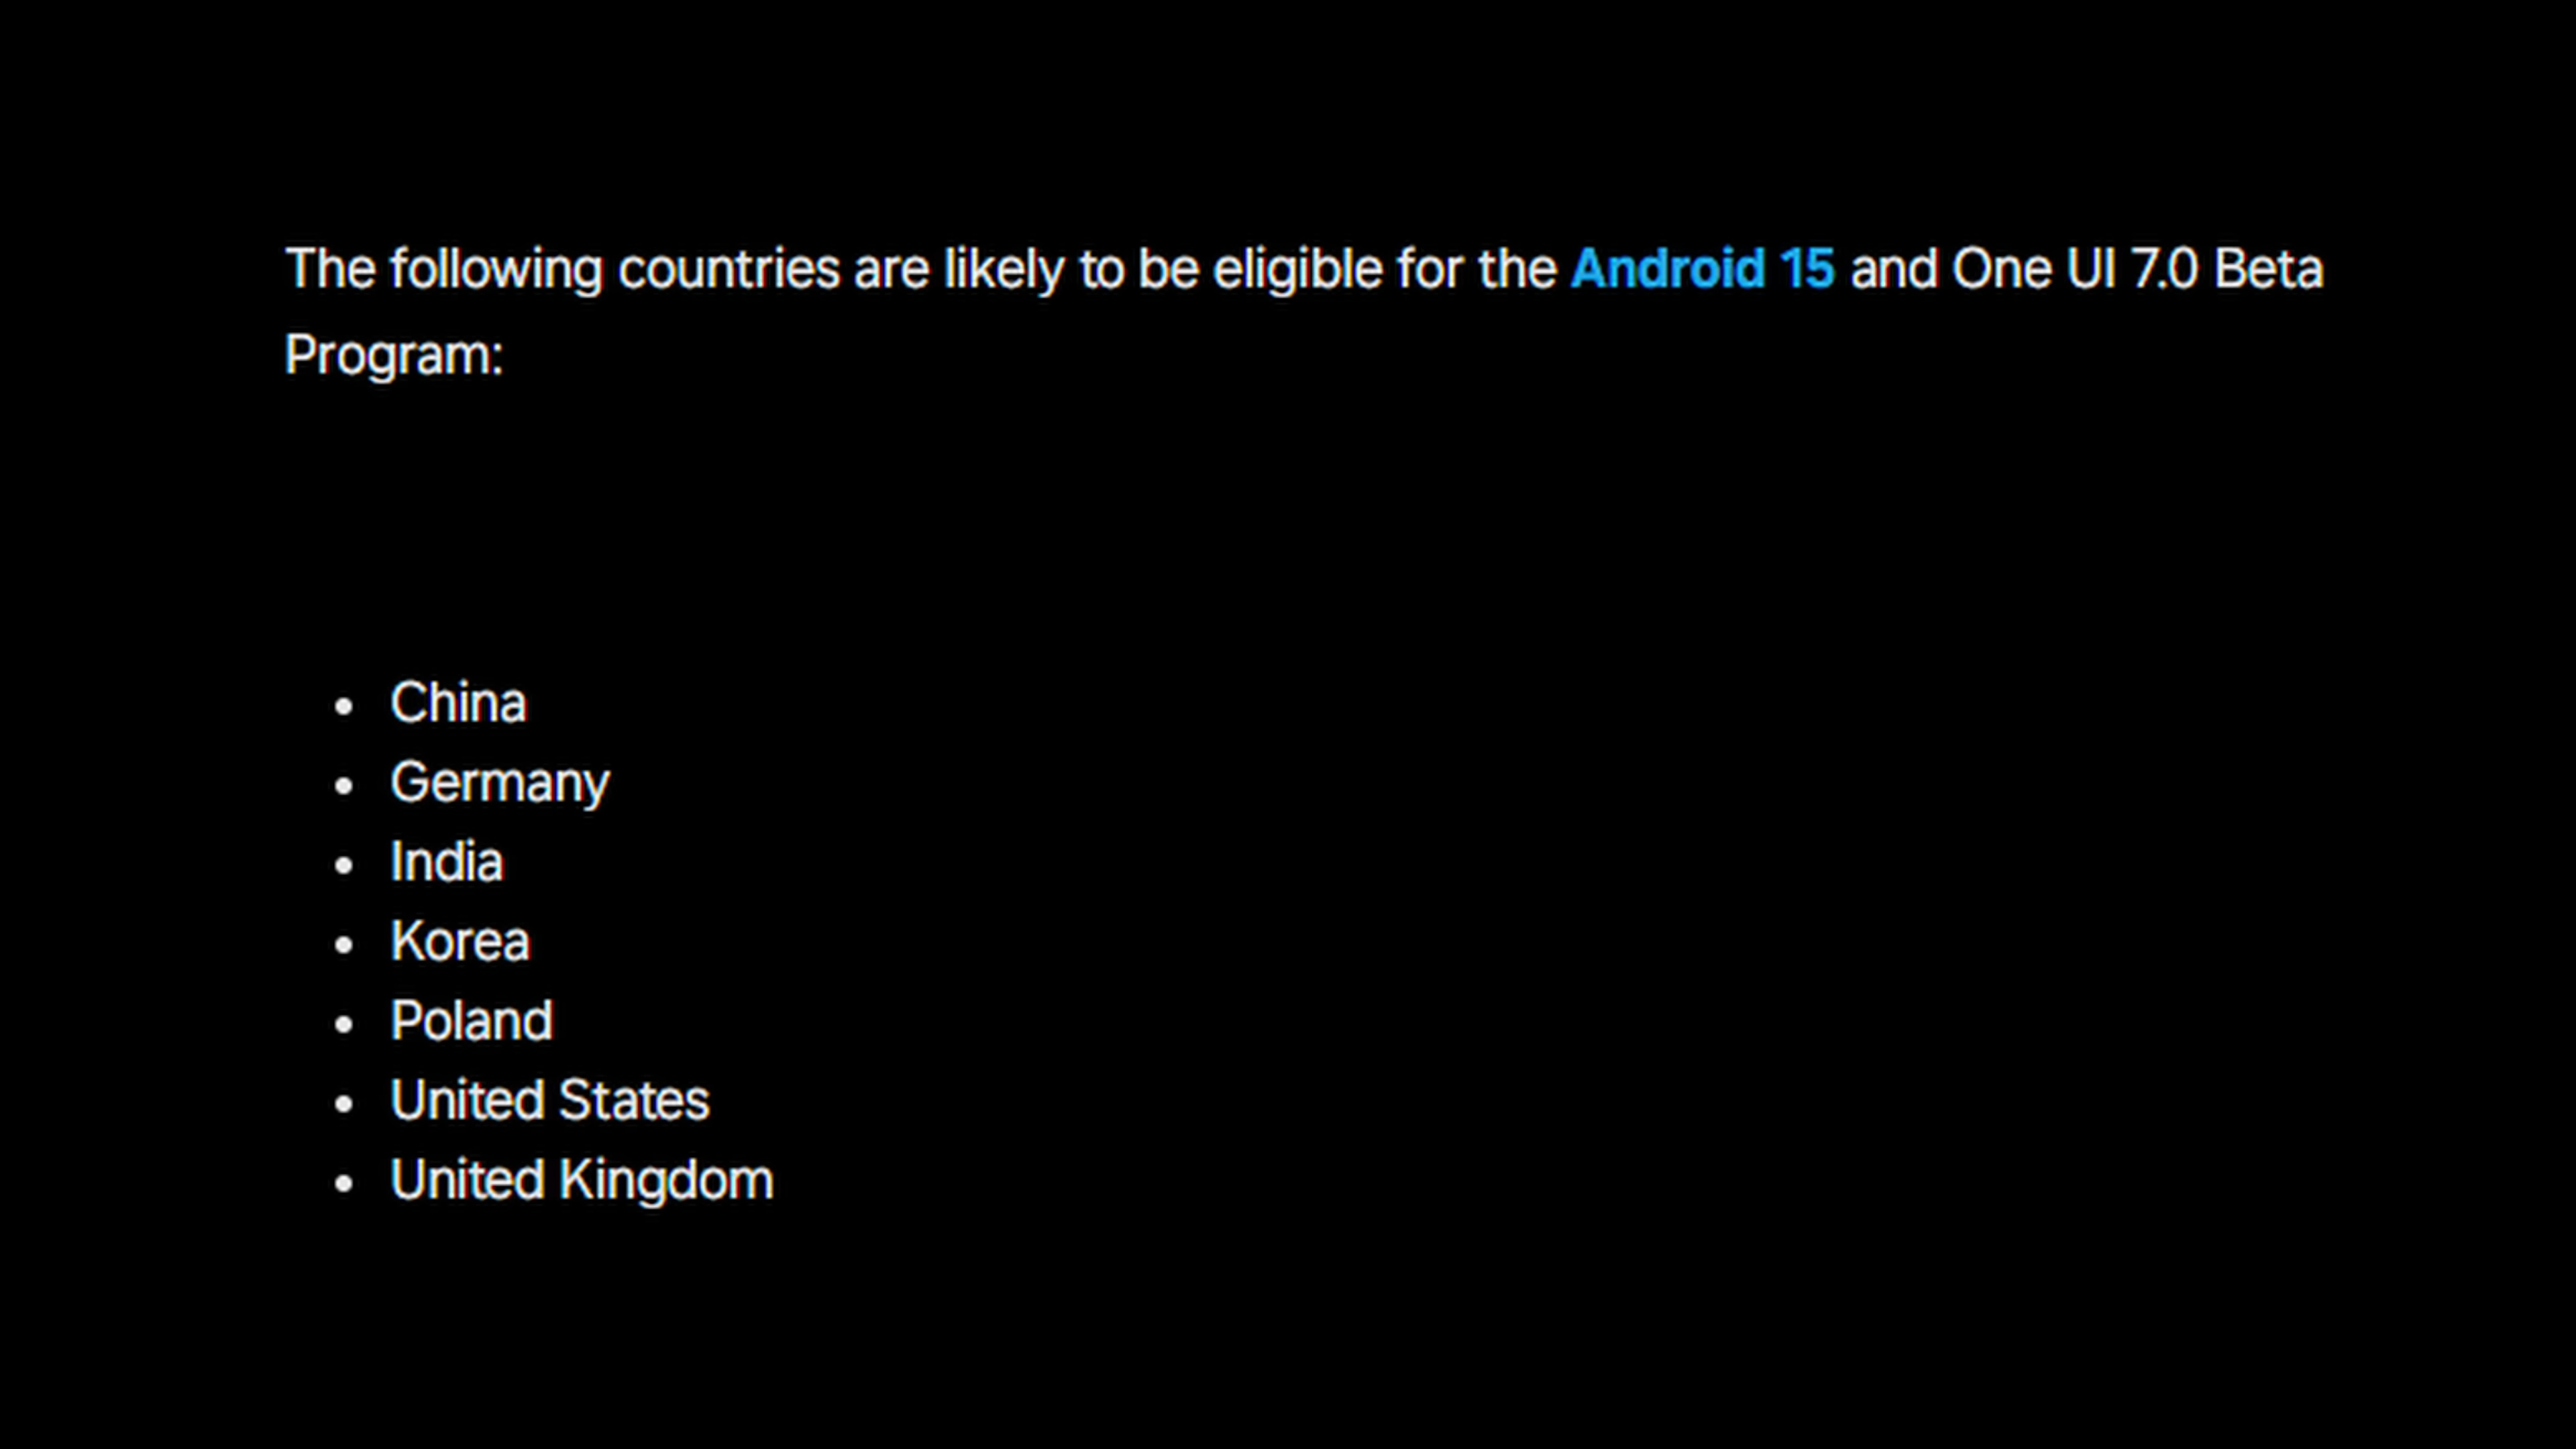 The following countries are likely to be eligible for the Android 15 and One UI 7.0 Beta
Program:
• China
• Germany
• India
• Korea
• Poland
• United States
• United Kingdom